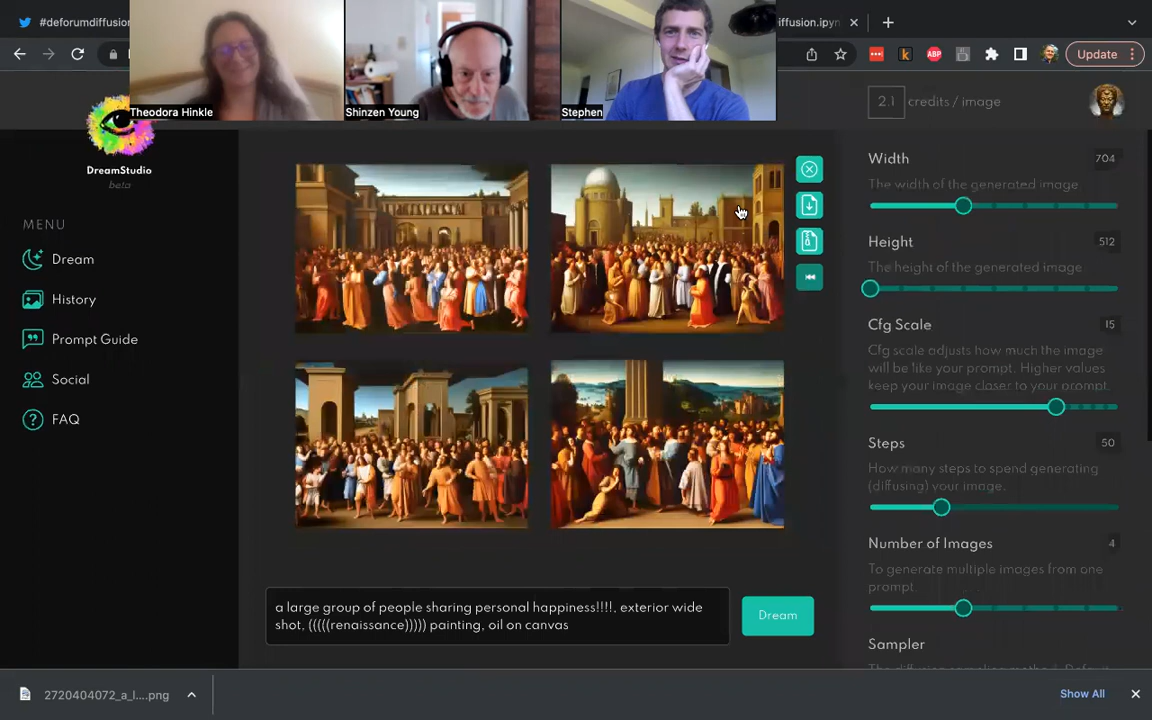 #deforumdiffusion
iffusion.ipyn
Update
Theodora Hinkle
Shinzen Young
Stephen
DreamStudio
beta
2.1 credits / image
MENU
Dream
History
Prompt Guide
Social
FAQ
Width 704
The width of the generated image.
Height 512
The height of the generated image.
Cfg Scale 15
Cfg scale adjusts how much the image
will be like your prompt. Higher values
keep your image closer to your prompt.
Steps 50
How many steps to spend generating
(diffusing) your image.
Number of Images 4
To generate multiple images from one
prompt.
Sampler
a large group of people sharing personal happiness!!!!, exterior wide
shot, (((((renaissance))))) painting, oil on canvas
Dream
2720404072_a_l....png
Show All